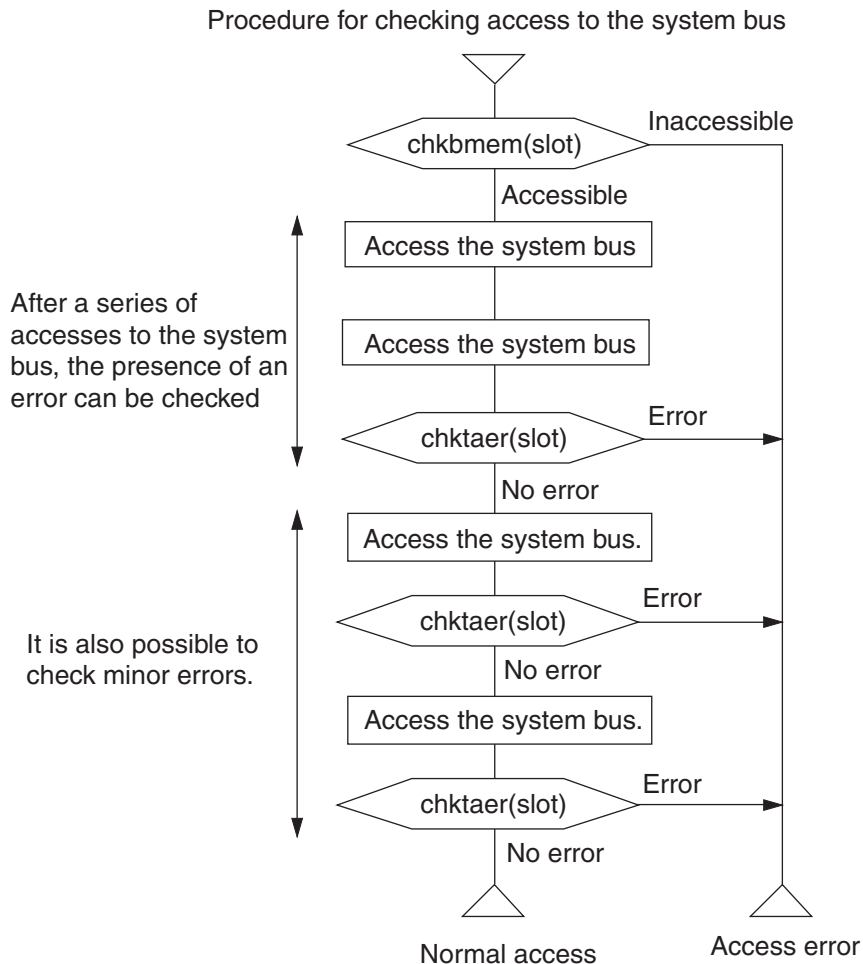 Procedure for checking access to the system bus
chkbmem(slot)
Inaccessible
Accessible
Access the system bus
After a series of
accesses to the system
bus, the presence of an
error can be checked
Access the system bus
chktaer(slot)
Error
No error
Access the system bus.
chktaer(slot)
Error
It is also possible to
check minor errors.
No error
Access the system bus.
chktaer(slot)
Error
No error
Normal access
Access error